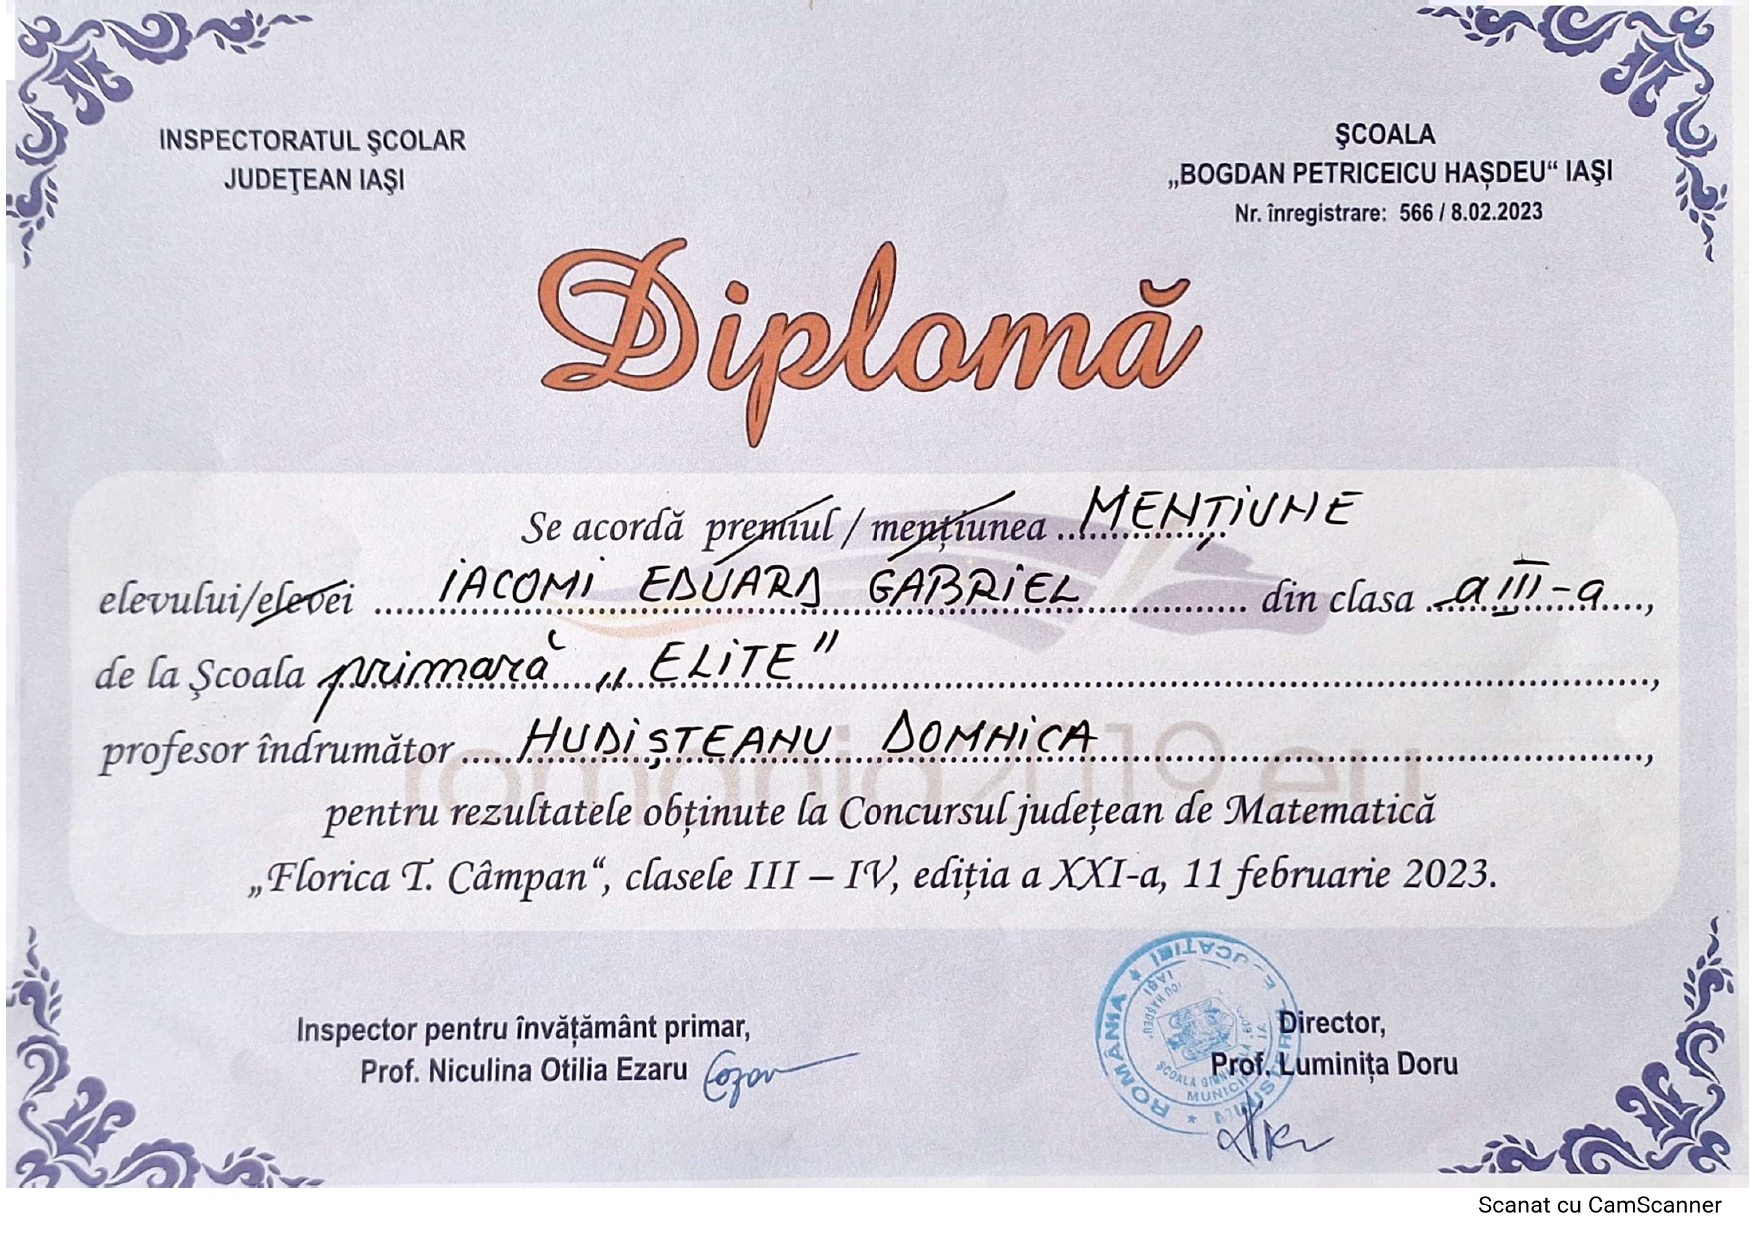 INSPECTORATUL ŞCOLAR
JUDEŢEAN IAŞI
ŞCOALA
„BOGDAN PETRICEICU HAȘDEU“ IAŞI
Nr. înregistrare: 566 / 8.02.2023
Diplomă
Se acordă premiul / mențiunea MENȚIUNE
elevului/elevei IACOMI EDUARD GABRIEL din clasa a III-a,
de la Şcoala primară „ELITE”,
profesor îndrumător HUDIȘTEANU DOMNICA,
pentru rezultatele obținute la Concursul județean de Matematică
„Florica T. Câmpan“, clasele III – IV, ediția a XXI-a, 11 februarie 2023.
Inspector pentru învățământ primar,
Prof. Niculina Otilia Ezaru
Director,
Prof. Luminița Doru
ROMÂNIA
Scanat cu CamScanner